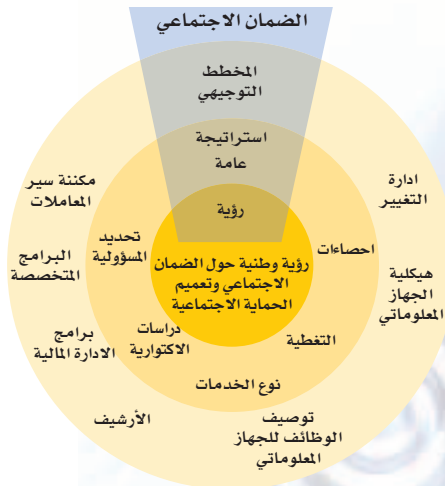 الضمان الاجتماعي
المخطط
التوجيهي
استراتيجة
عامة
رؤية
رؤية وطنية حول الضمان
الاجتماعي وتعميم
الحماية الاجتماعية
ادارة
التغيير
هيكلية
الجهاز
المعلوماتي
توصيف
الوظائف للجهاز
المعلوماتي
الأرشيف
برامج
الادارة المالية
البرامج
المتخصصة
مكننة سير
المعاملات
احصاءات
التغطية
نوع الخدمات
دراسات
الاكتوارية
تحديد
المسؤولية